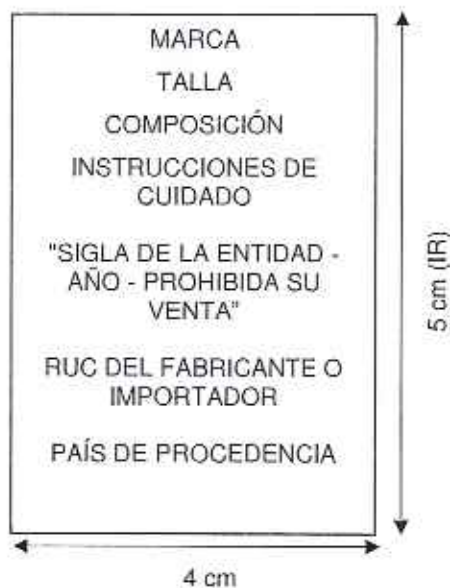 MARCA
TALLA
COMPOSICIÓN
INSTRUCCIONES DE
CUIDADO
"SIGLA DE LA ENTIDAD -
AÑO - PROHIBIDA SU
VENTA"
RUC DEL FABRICANTE O
IMPORTADOR
PAÍS DE PROCEDENCIA
5 cm (IR)
4 cm